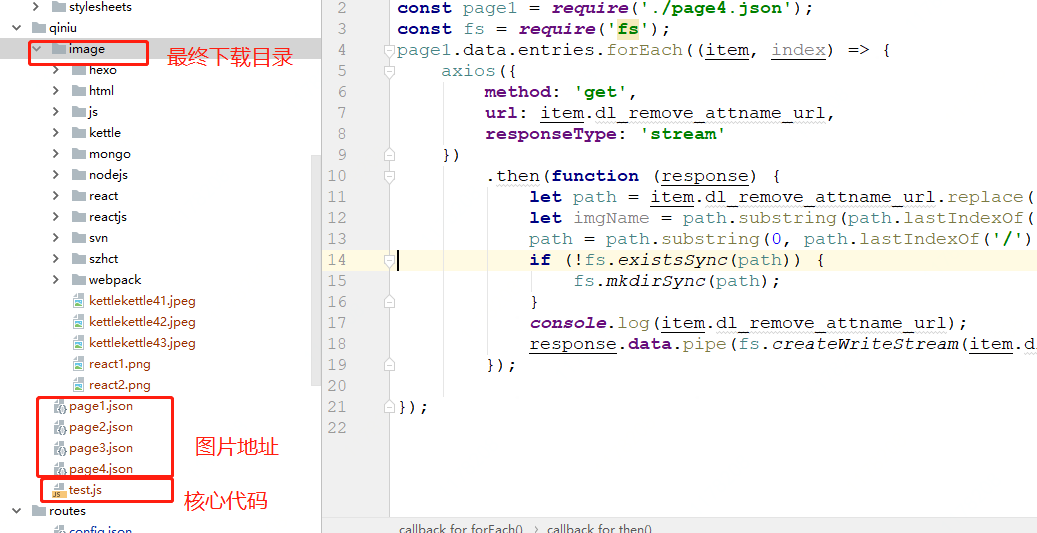 stylesheets
qiniu
image
最终下载目录
hexo
html
js
kettle
mongo
nodejs
react
reactjs
svn
szhct
webpack
kettlekettle41.jpeg
kettlekettle42.jpeg
kettlekettle43.jpeg
react1.png
react2.png
page1.json
page2.json
page3.json
page4.json
图片地址
test.js
核心代码
routes
config.json
2 const page1 = require('./page4.json');
3 const fs = require('fs');
4 page1.data.entries.forEach((item, index) => {
5 axios({
6 method: 'get',
7 url: item.dl_remove_attname_url,
8 responseType: 'stream'
9 })
10 .then(function (response) {
11 let path = item.dl_remove_attname_url.replace(
12 let imgName = path.substring(path.lastIndexOf(
13 path = path.substring(0, path.lastIndexOf('/')
14 if (!fs.existsSync(path)) {
15 fs.mkdirSync(path);
16 }
17 console.log(item.dl_remove_attname_url);
18 response.data.pipe(fs.createWriteStream(item.d
19 });
20
21 });
22
callback for forEach() › callback for then()